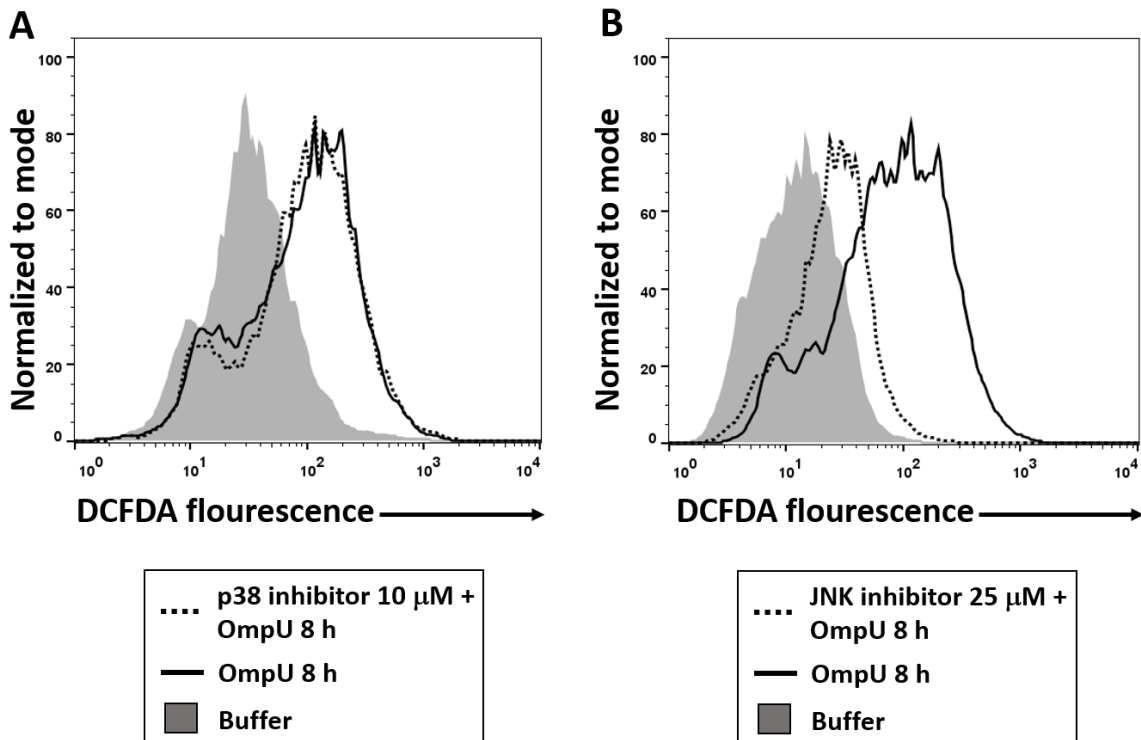 A
Normalized to mode
100
80
60
40
20
0
10^0
10^1
10^2
10^3
10^4
DCFDA flourescence
p38 inhibitor 10 μM +
OmpU 8 h
OmpU 8 h
Buffer
B
Normalized to mode
100
80
60
40
20
0
10^0
10^1
10^2
10^3
10^4
DCFDA flourescence
JNK inhibitor 25 μM +
OmpU 8 h
OmpU 8 h
Buffer